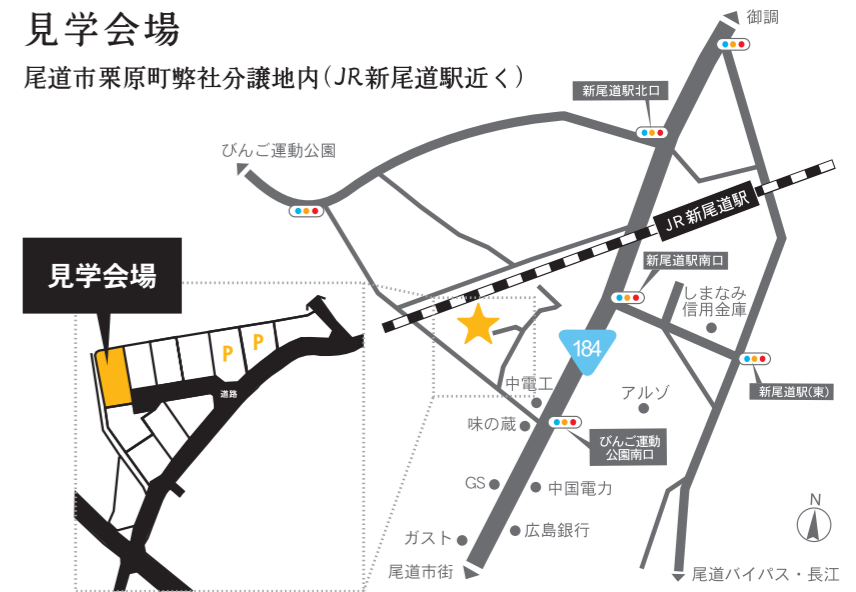 見学会場
尾道市栗原町弊社分譲地内(JR新尾道駅近く)
御調
新尾道駅北口
びんご運動公園
JR新尾道駅
見学会場
新尾道駅南口
しまなみ
信用金庫
184
P
P
道路
中電工
アルゾ
新尾道駅(東)
味の蔵
びんご運動
公園南口
GS
中国電力
N
ガスト
広島銀行
尾道市街
尾道バイパス・長江